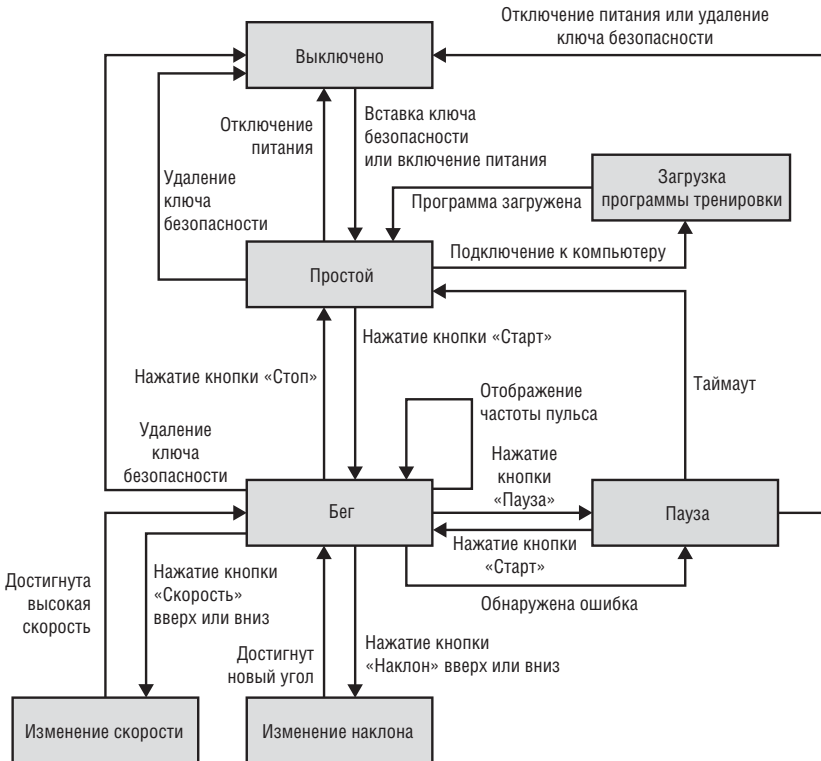 Отключение питания или удаление
ключа безопасности
Выключено
Отключение
питания
Вставка ключа
безопасности
или включение питания
Удаление
ключа
безопасности
Загрузка
программы тренировки
Программа загружена
Подключение к компьютеру
Простой
Нажатие кнопки «Старт»
Нажатие кнопки «Стоп»
Отображение
частоты пульса
Таймаут
Удаление
ключа
безопасности
Нажатие
кнопки
«Пауза»
Бег
Пауза
Нажатие кнопки
«Старт»
Обнаружена ошибка
Достигнута
высокая
скорость
Нажатие кнопки
«Скорость»
вверх или вниз
Достигнут
новый угол
Нажатие кнопки
«Наклон» вверх или вниз
Изменение скорости
Изменение наклона